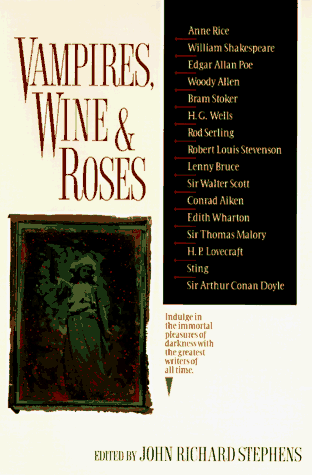 VAMPIRES,
WINE &
ROSES
Anne Rice
William Shakespeare
Edgar Allan Poe
Woody Allen
Bram Stoker
H. G. Wells
Rod Serling
Robert Louis Stevenson
Lenny Bruce
Sir Walter Scott
Conrad Aiken
Edith Wharton
Sir Thomas Malory
H. P. Lovecraft
Sting
Sir Arthur Conan Doyle
Indulge in
the immortal
pleasures of
darkness with
the greatest
writers of
all time.
EDITED BY JOHN RICHARD STEPHENS